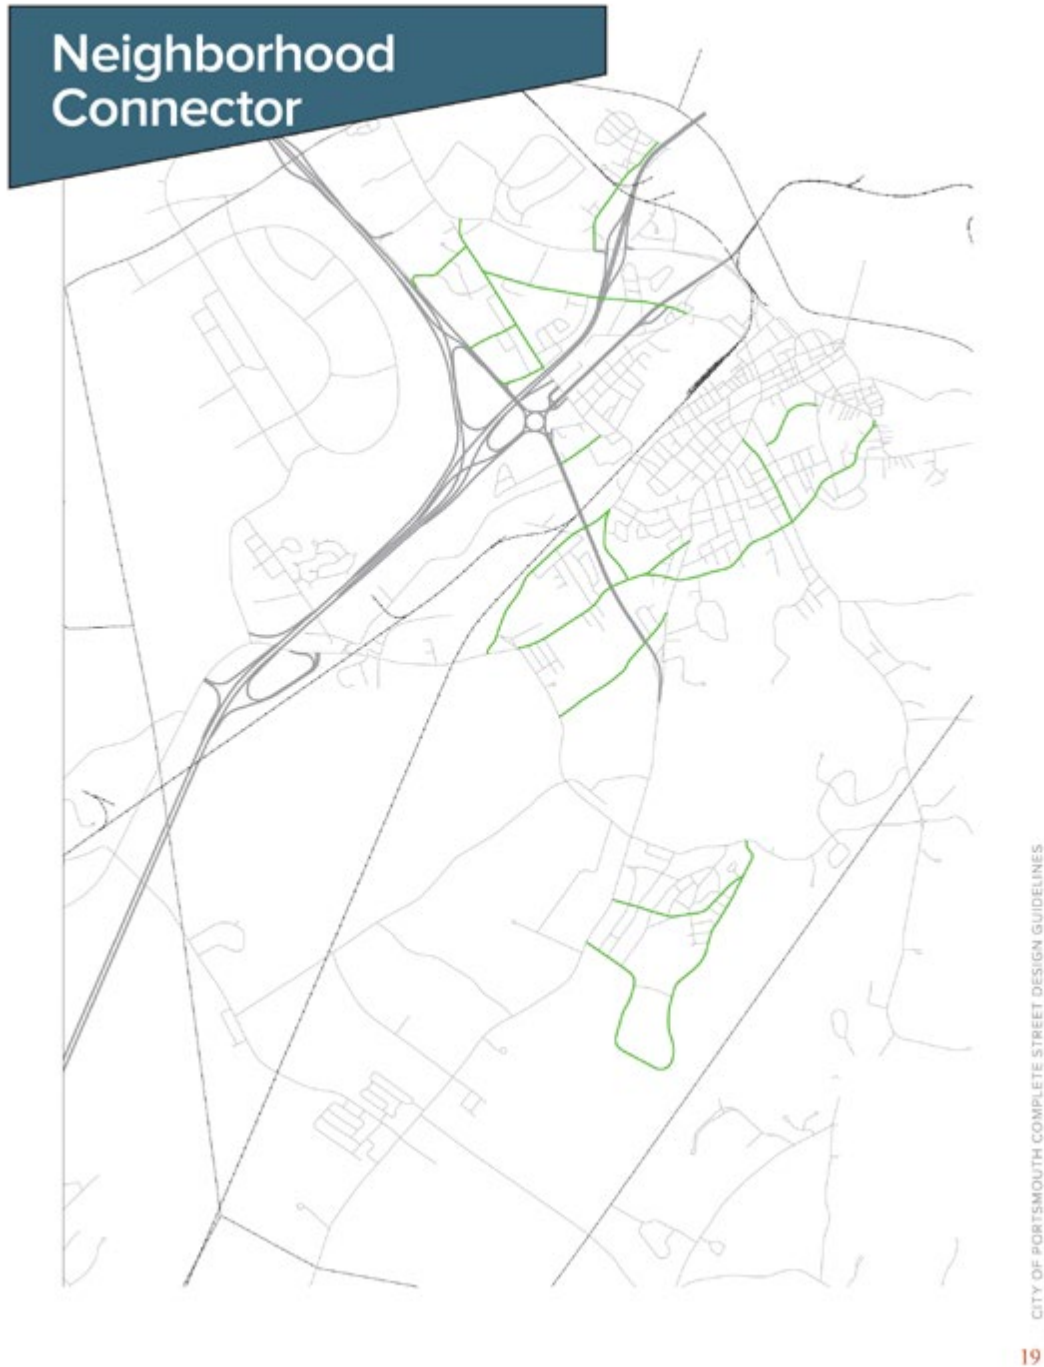 Neighborhood
Connector
CITY OF PORTSMOUTH COMPLETE STREET DESIGN GUIDELINES
19